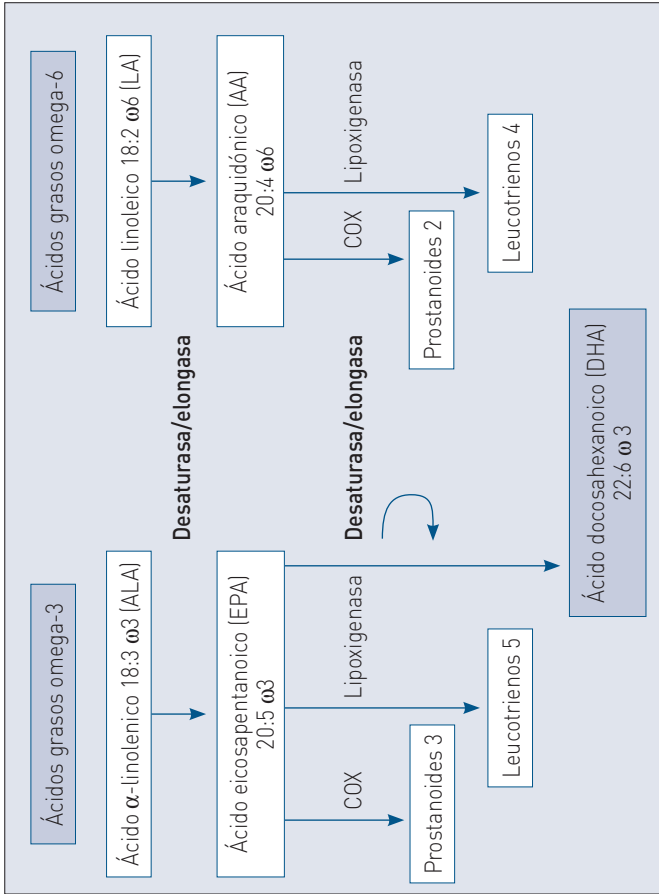 Ácidos grasos omega-3
Ácidos grasos omega-6
Ácido α-linolenico 18:3 ω3 (ALA)
Ácido linoleico 18:2 ω6 (LA)
Desaturasa/elongasa
Ácido eicosapentanoico (EPA)
20:5 ω3
Ácido araquidónico (AA)
20:4 ω6
COX
Lipoxigenasa
Desaturasa/elongasa
COX
Lipoxigenasa
Prostanoides 3
Leucotrienos 5
Prostanoides 2
Leucotrienos 4
Ácido docosahexanoico (DHA)
22:6 ω 3